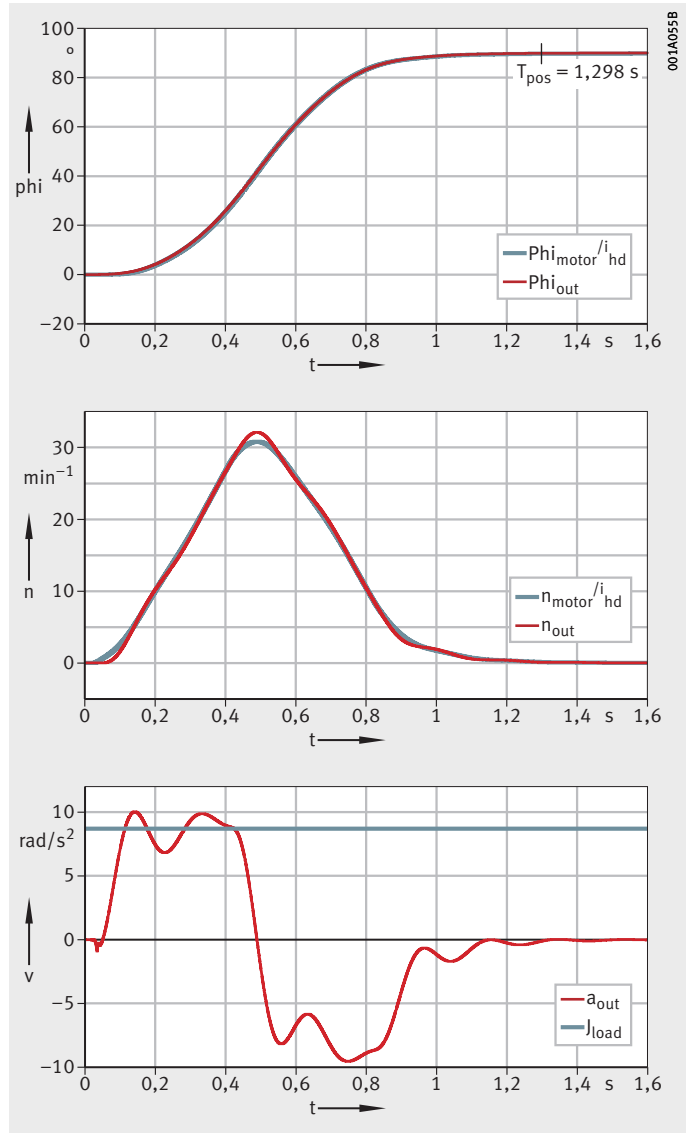 001A055B
100
°
80
60
40
20
0
−20
phi
T_pos = 1,298 s
Phi_motor/i_hd
Phi_out
0 0,2 0,4 0,6 0,8 1 1,2 1,4 s 1,6
t
30
min⁻¹
20
10
0
n
n_motor/i_hd
n_out
0 0,2 0,4 0,6 0,8 1 1,2 1,4 s 1,6
t
10
rad/s²
5
0
−5
−10
v
a_out
J_load
0 0,2 0,4 0,6 0,8 1 1,2 1,4 s 1,6
t